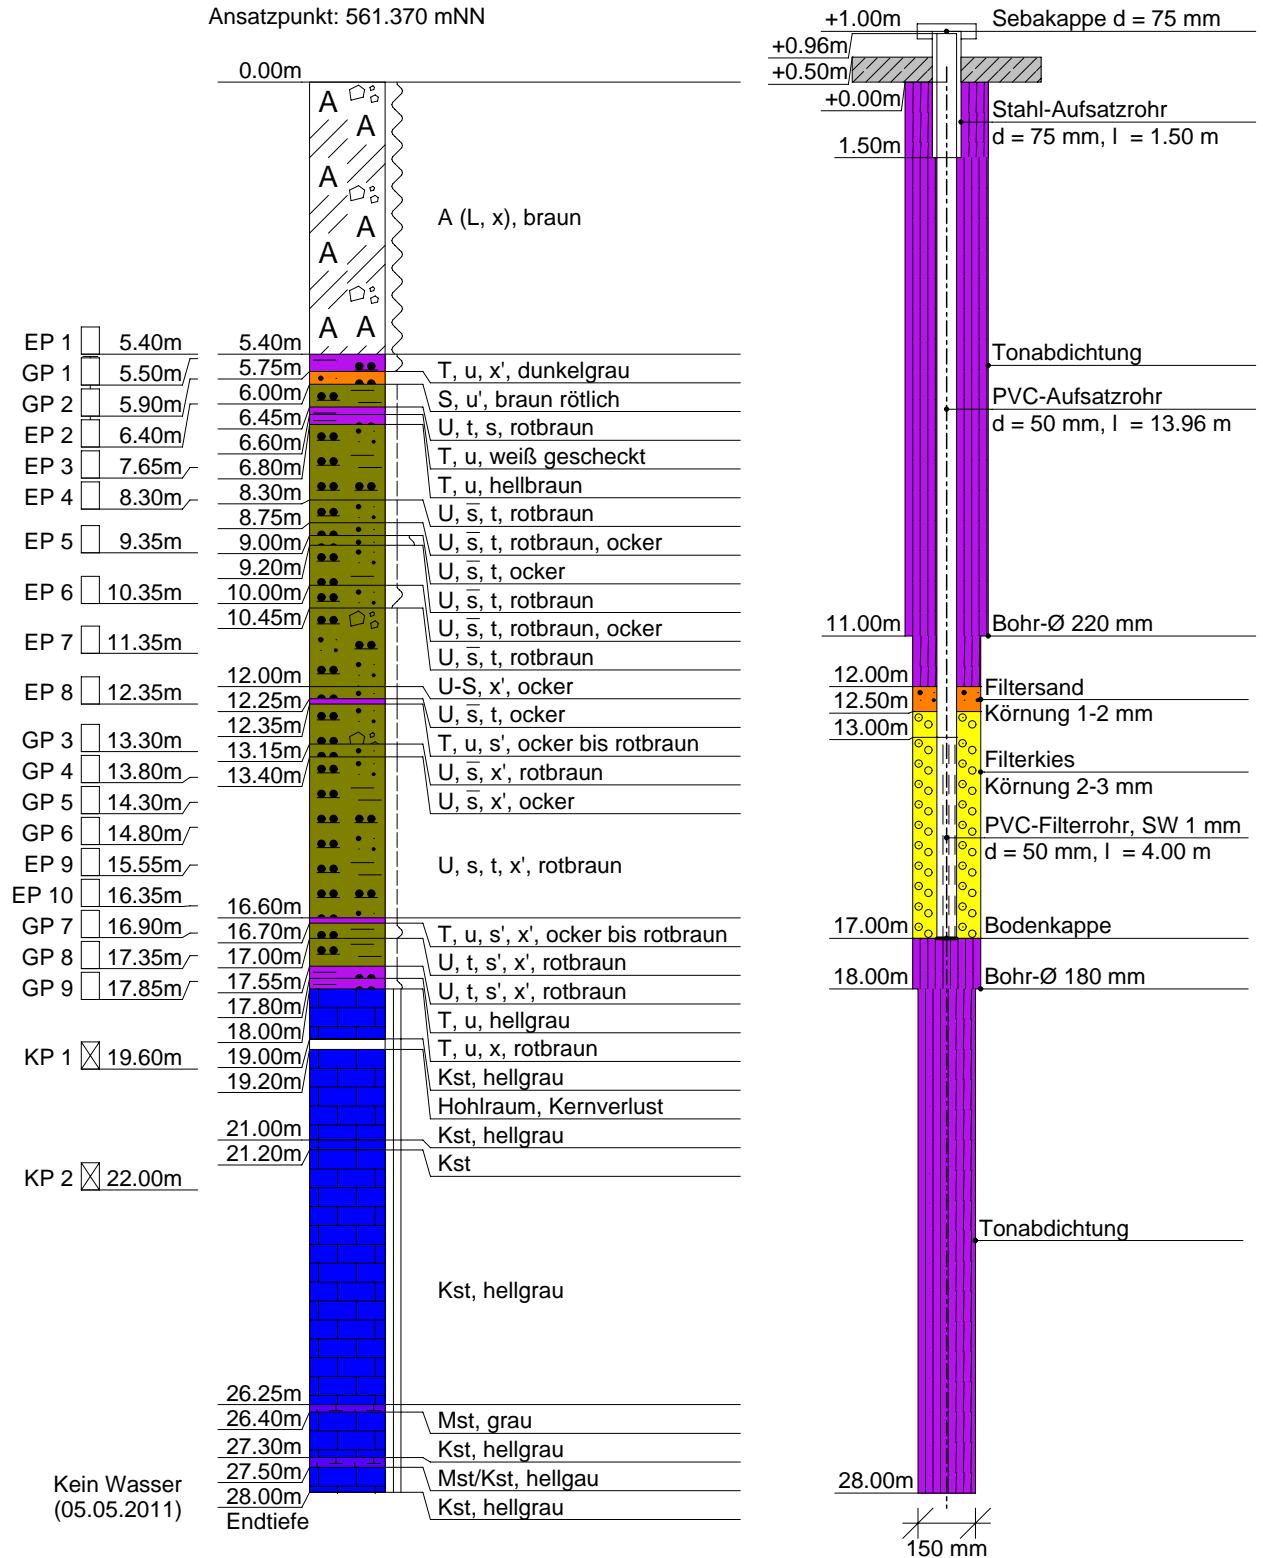 Ansatzpunkt: 561.370 mNN
0.00m
A
A
A
A
A
A A
A (L, x), braun
EP 1 5.40m
GP 1 5.50m
GP 2 5.90m
EP 2 6.40m
EP 3 7.65m
EP 4 8.30m
EP 5 9.35m
EP 6 10.35m
EP 7 11.35m
EP 8 12.35m
GP 3 13.30m
GP 4 13.80m
GP 5 14.30m
GP 6 14.80m
EP 9 15.55m
EP 10 16.35m
GP 7 16.90m
GP 8 17.35m
GP 9 17.85m
KP 1 19.60m
KP 2 22.00m
Kein Wasser
(05.05.2011)
5.40m
5.75m
6.00m
6.45m
6.60m
6.80m
8.30m
8.75m
9.00m
9.20m
10.00m
10.45m
12.00m
12.25m
12.35m
13.15m
13.40m
16.60m
16.70m
17.00m
17.55m
17.80m
18.00m
19.00m
19.20m
21.00m
21.20m
26.25m
26.40m
27.30m
27.50m
28.00m
Endtiefe
T, u, x', dunkelgrau
S, u', braun rötlich
U, t, s, rotbraun
T, u, weiß gescheckt
T, u, hellbraun
U, s̅, t, rotbraun
U, s̅, t, rotbraun, ocker
U, s̅, t, ocker
U, s̅, t, rotbraun
U, s̅, t, rotbraun, ocker
U, s̅, t, rotbraun
U-S, x', ocker
U, s̅, t, ocker
T, u, s', ocker bis rotbraun
U, s̅, x', rotbraun
U, s̅, x', ocker
U, s, t, x', rotbraun
T, u, s', x', ocker bis rotbraun
U, t, s', x', rotbraun
U, t, s', x', rotbraun
T, u, hellgrau
T, u, x, rotbraun
Kst, hellgrau
Hohlraum, Kernverlust
Kst, hellgrau
Kst
Kst, hellgrau
Mst, grau
Kst, hellgrau
Mst/Kst, hellgau
Kst, hellgrau
+1.00m
+0.96m
+0.50m
+0.00m
1.50m
11.00m
12.00m
12.50m
13.00m
17.00m
18.00m
28.00m
Sebakappe d = 75 mm
Stahl-Aufsatzrohr
d = 75 mm, l = 1.50 m
Tonabdichtung
PVC-Aufsatzrohr
d = 50 mm, l = 13.96 m
Bohr-Ø 220 mm
Filtersand
Körnung 1-2 mm
Filterkies
Körnung 2-3 mm
PVC-Filterrohr, SW 1 mm
d = 50 mm, l = 4.00 m
Bodenkappe
Bohr-Ø 180 mm
Tonabdichtung
150 mm